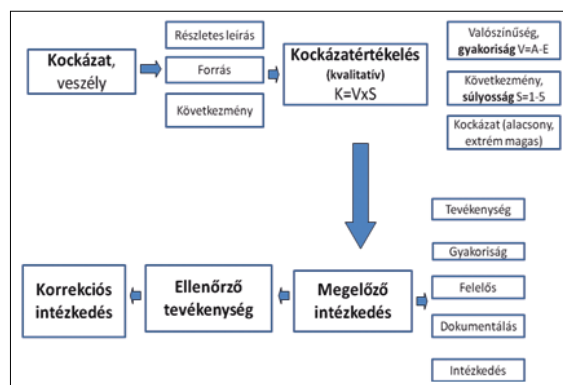 Kockázat,
veszély
Részletes leírás
Forrás
Következmény
Kockázatértékelés
(kvalitatív)
K=VxS
Valószínűség,
gyakoriság V=A-E
Következmény,
súlyosság S=1-5
Kockázat (alacsony,
extrém magas)
Korrekciós
intézkedés
Ellenőrző
tevékenység
Megelőző
intézkedés
Tevékenység
Gyakoriság
Felelős
Dokumentálás
Intézkedés